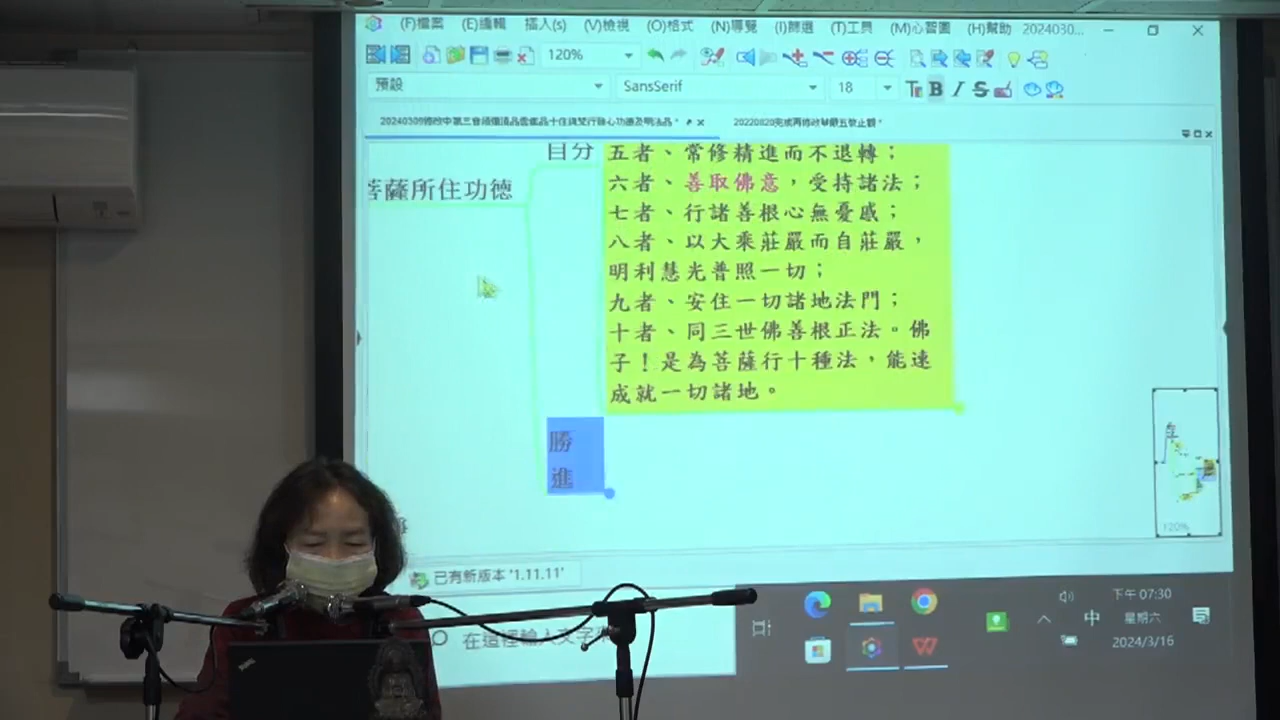 (F)檔案 (E)編輯 插入(s) (V)檢視 (O)格式 (N)導覽 (I)篩選 (T)工具 (M)心智圖 (H)幫助 2024030...
120%
預設 SansSerif 18
自分
五者、常修精進而不退轉；
六者、善取佛意，受持諸法；
菩薩所住功德
七者、行諸善根心無憂慼；
八者、以大乘莊嚴而自莊嚴，
明利慧光普照一切；
九者、安住一切諸地法門；
十者、同三世佛善根正法。佛
子！是為菩薩行十種法，能速
成就一切諸地。
勝
進
120%
已有新版本 '1.11.11'
在這裡輸入文字
下午 07:30
中 星期六
2024/3/16